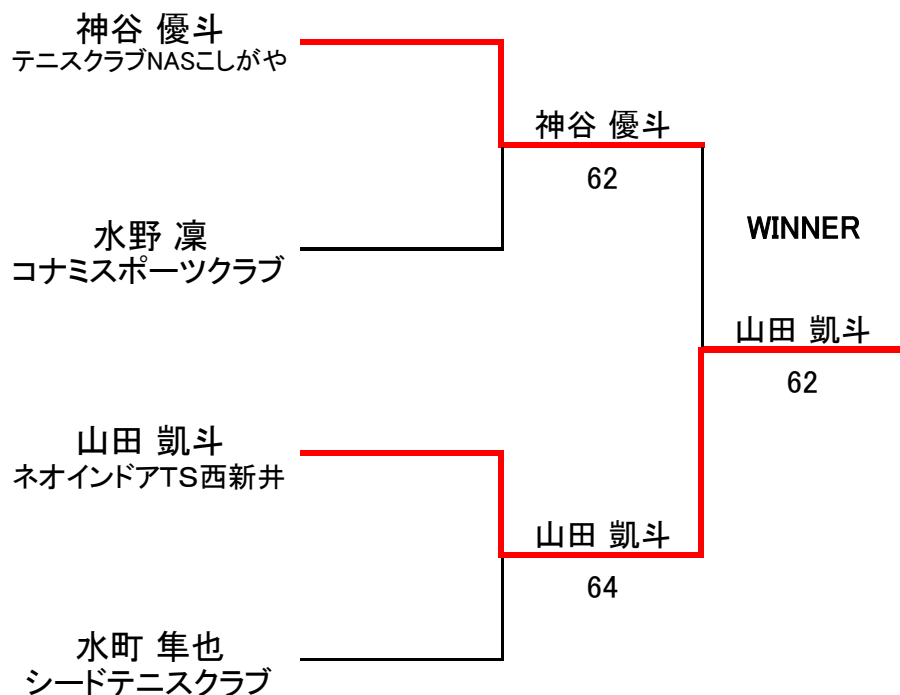 神谷 優斗
テニスクラブNASこしがや
神谷 優斗
62
水野 凜
コナミスポーツクラブ
WINNER
山田 凱斗
62
山田 凱斗
ネオインドアTS西新井
山田 凱斗
64
水町 隼也
シードテニスクラブ